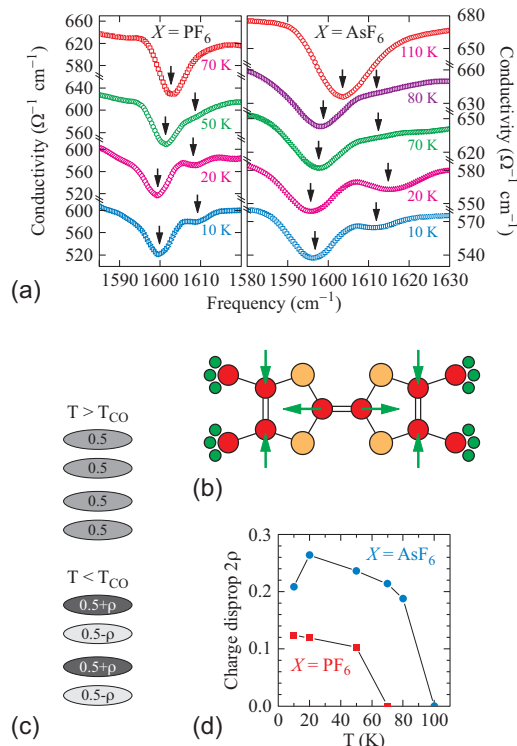 660
640
620
580
640
600
560
600
560
520
600
560
520
X = PF6
70 K
50 K
20 K
10 K
1600
1620
X = AsF6
110 K
80 K
70 K
20 K
10 K
1580
1590
1600
1610
1620
1630
680
650
660
630
650
620
580
550
570
540
Conductivity (Ω⁻¹ cm⁻¹)
Conductivity (Ω⁻¹ cm⁻¹)
Frequency (cm⁻¹)
(a)
(b)
T > TCO
0.5
0.5
0.5
0.5
T < TCO
0.5+ρ
0.5-ρ
0.5+ρ
0.5-ρ
(c)
Charge disprop 2ρ
0.3
0.2
0.1
0.0
X = AsF6
X = PF6
0 20 40 60 80 100
T (K)
(d)